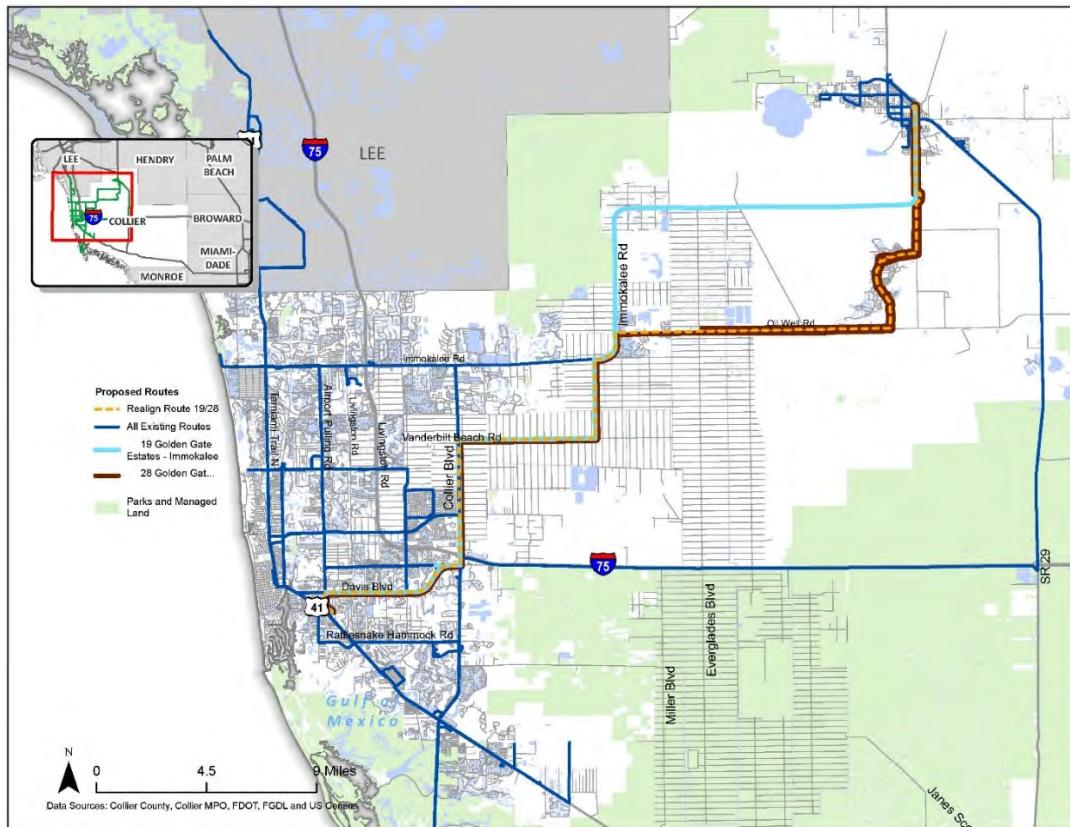 75
LEE
LEE
HENDRY
PALM
BEACH
75
COLLIER
BROWARD
MIAMI-
DADE
MONROE
Immokalee Rd
Oil Well Rd
Immokalee Rd
Proposed Routes
Realign Route 19/28
All Existing Routes
19 Golden Gate
Estates - Immokalee
28 Golden Gat...
Parks and Managed
Land
Tamiami Trail N
Airport Pulling Rd
Livingston Rd
Livingston Rd
Vanderbilt Beach Rd
Collier Blvd
75
SR 29
Davis Blvd
41
Rattlesnake Hammock Rd
Everglades Blvd
Miller Blvd
Gulf of
Mexico
N
0 4.5 9 Miles
Data Sources: Collier County, Collier MPO, FDOT, FGDL and US Census